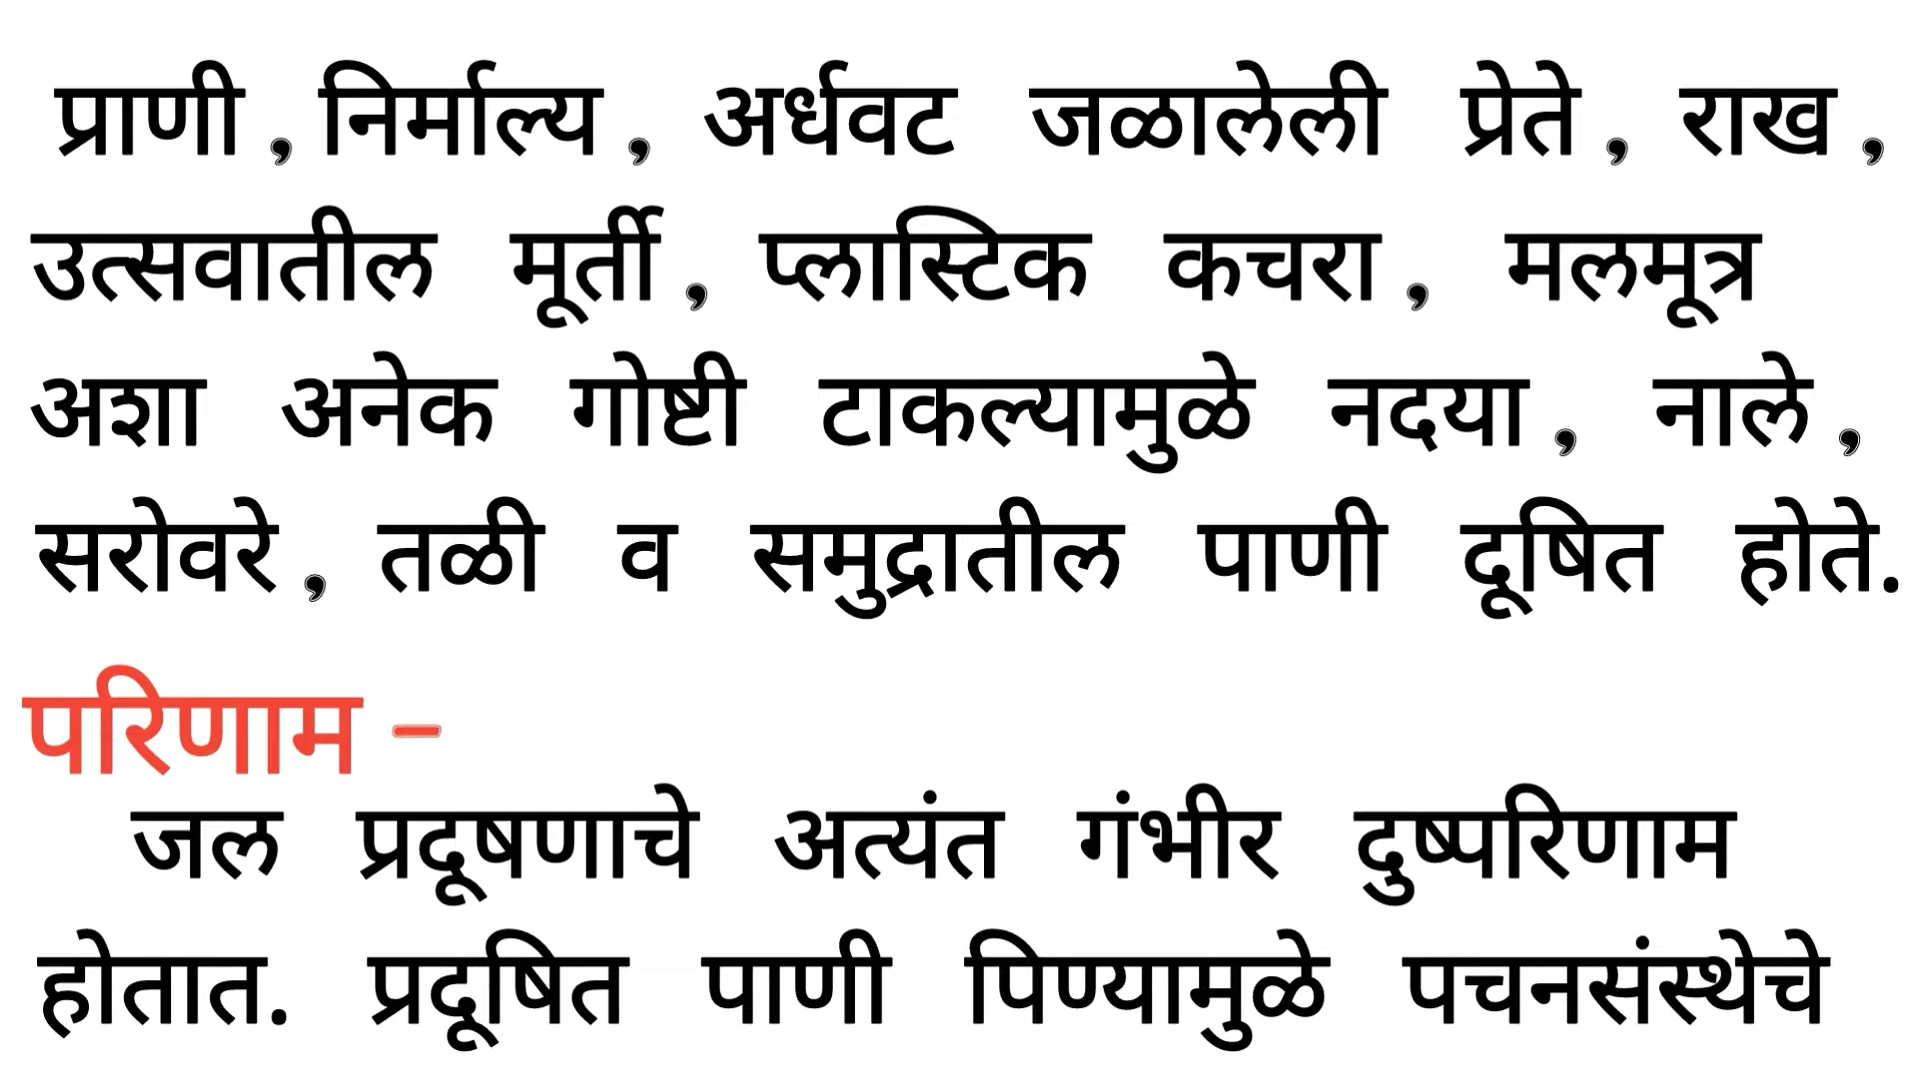 प्राणी , निर्माल्य , अर्धवट जळालेली प्रेते , राख ,
उत्सवातील मूर्ती , प्लास्टिक कचरा , मलमूत्र
अशा अनेक गोष्टी टाकल्यामुळे नदया , नाले ,
सरोवरे , तळी व समुद्रातील पाणी दूषित होते.
परिणाम -
जल प्रदूषणाचे अत्यंत गंभीर दुष्परिणाम
होतात. प्रदूषित पाणी पिण्यामुळे पचनसंस्थेचे